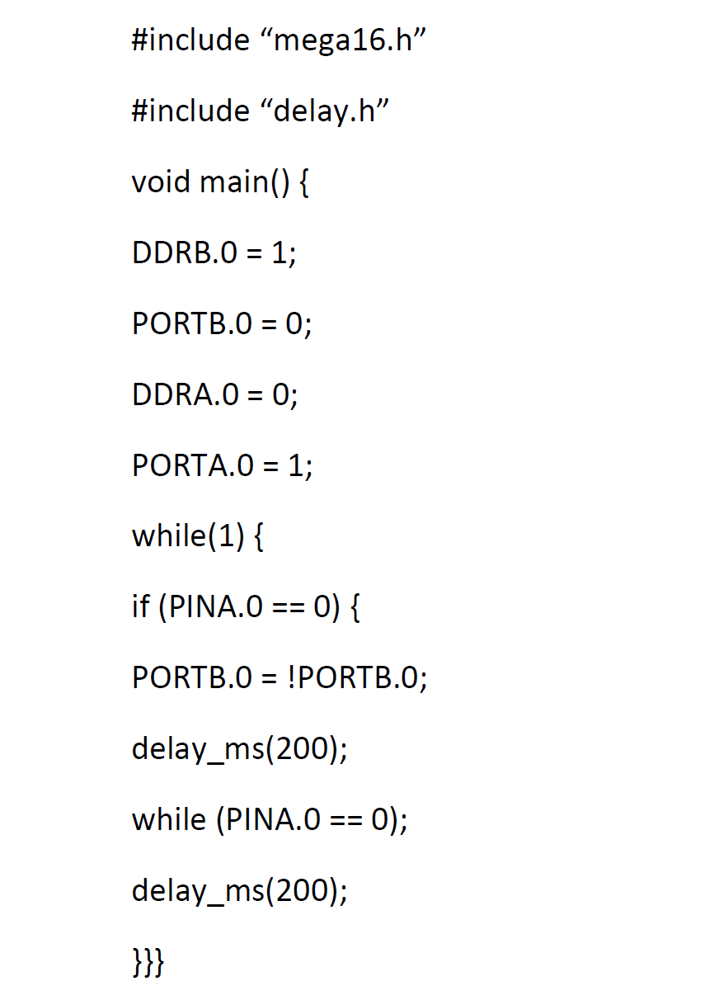 #include “mega16.h”
#include “delay.h”
void main() {
DDRB.0 = 1;
PORTB.0 = 0;
DDRA.0 = 0;
PORTA.0 = 1;
while(1) {
if (PINA.0 == 0) {
PORTB.0 = !PORTB.0;
delay_ms(200);
while (PINA.0 == 0);
delay_ms(200);
}}}